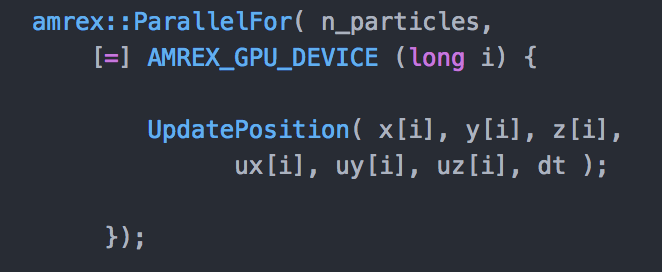 amrex::ParallelFor( n_particles,
[=] AMREX_GPU_DEVICE (long i) {
UpdatePosition( x[i], y[i], z[i],
ux[i], uy[i], uz[i], dt );
});